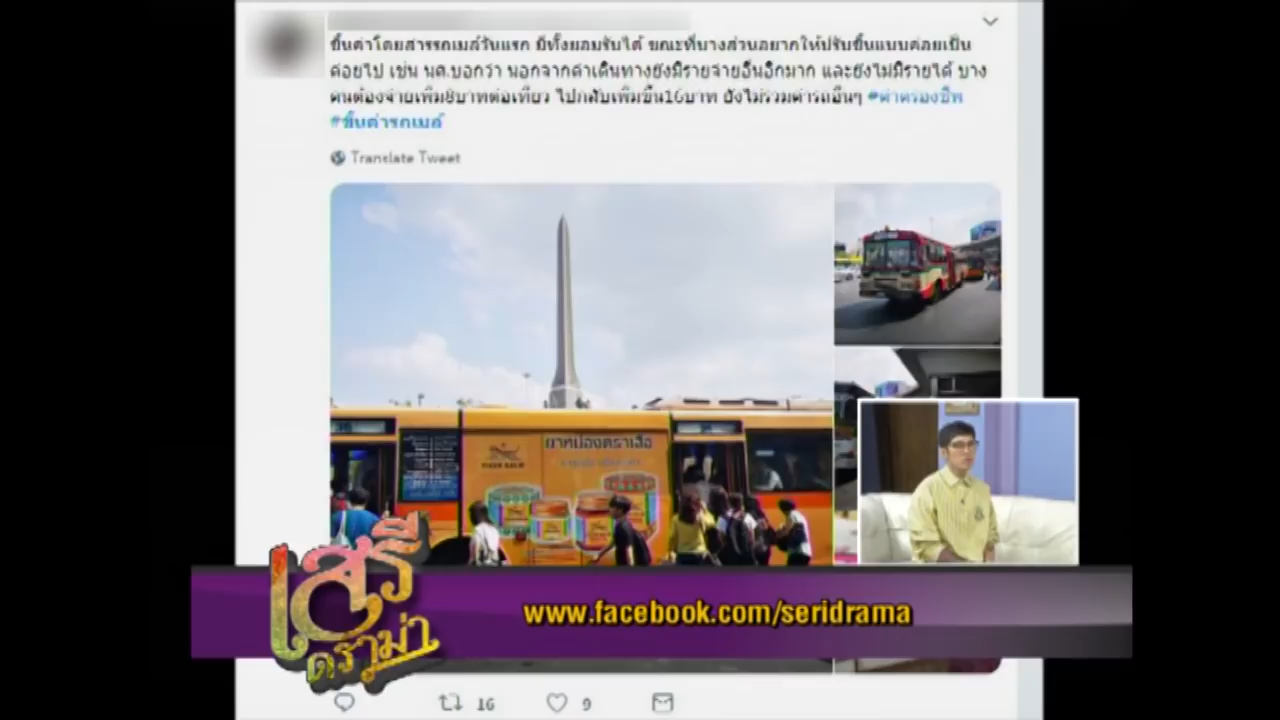 ขึ้นค่าโดยสารรถเมล์วันแรก มีทั้งยอมรับได้ ขณะที่บางส่วนอยากให้ปรับขึ้นแบบค่อยเป็น
ค่อยไป เช่น นศ.บอกว่า นอกจากค่าเดินทางยังมีรายจ่ายอื่นอีกมาก และยังไม่มีรายได้ บาง
คนต้องจ่ายเพิ่ม8บาทต่อเที่ยว ไปกลับเพิ่มขึ้น16บาท ยังไม่รวมค่ารถอื่นๆ #ค่าครองชีพ
#ขึ้นค่ารถเมล์
Translate Tweet
ยาหม่องตราเสือ
TIGER BALM
เสรี
ดราม่า
www.facebook.com/seridrama
16 9